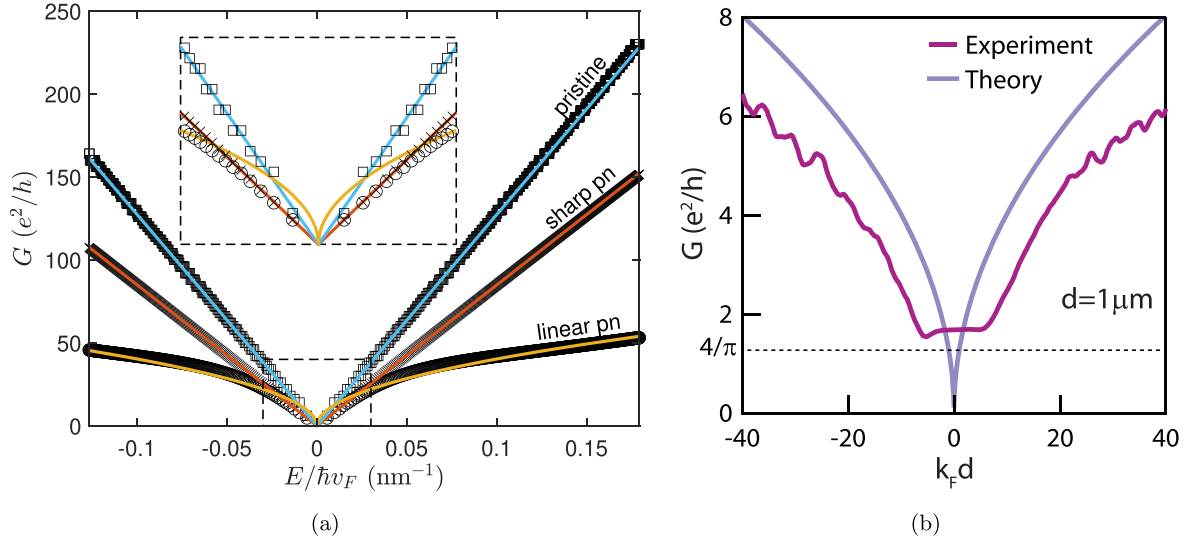 250
200
150
100
50
0
G (e²/h)
pristine
sharp pn
linear pn
-0.1
-0.05
0
0.05
0.1
0.15
E/ℏv_F (nm⁻¹)
(a)
8
6
4
2
4/π
0
G (e²/h)
Experiment
Theory
d=1μm
-40
-20
0
20
40
k_F d
(b)